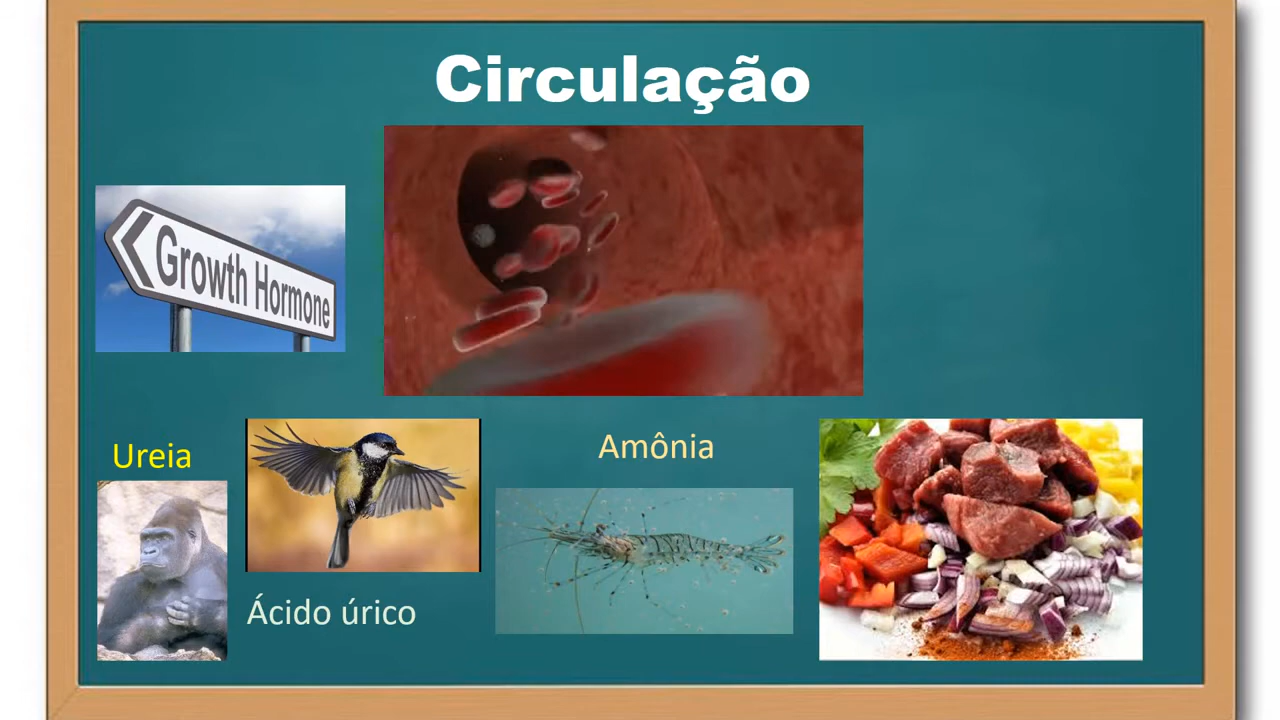 Circulação
Growth Hormone
Ureia
Amônia
Ácido úrico